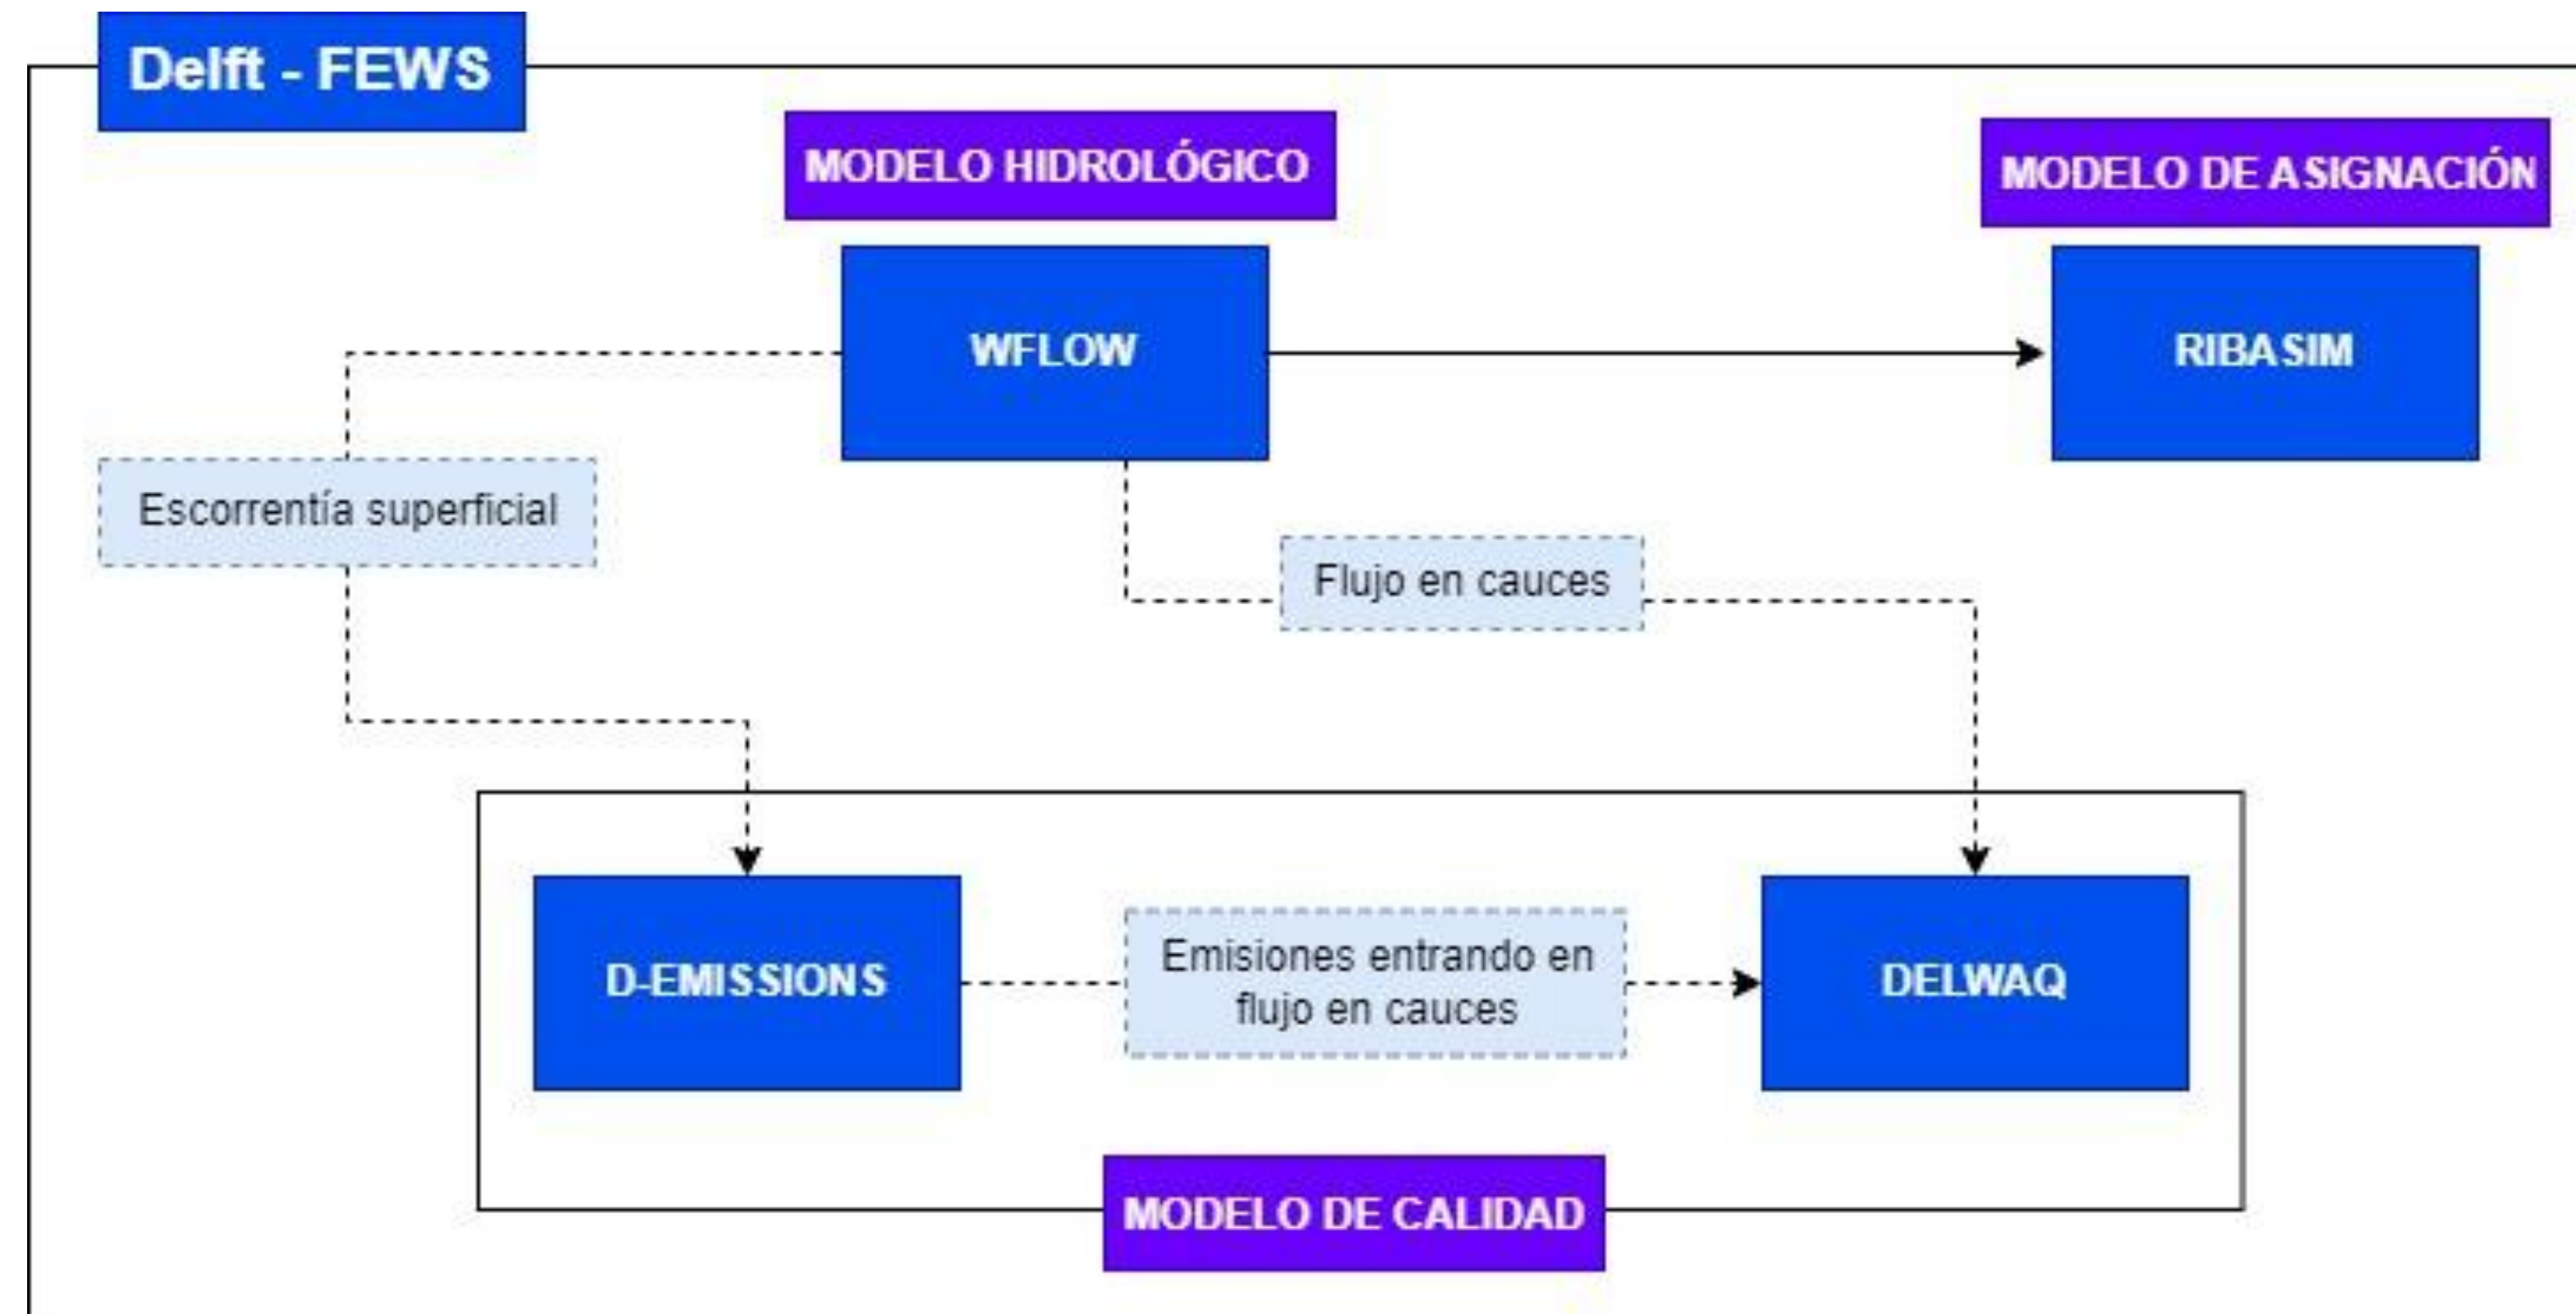 Delft - FEWS
MODELO HIDROLÓGICO
MODELO DE ASIGNACIÓN
WFLOW
RIBASIM
Escorrentía superficial
Flujo en cauces
D-EMISSIONS
Emisiones entrando en
flujo en cauces
DELWAQ
MODELO DE CALIDAD